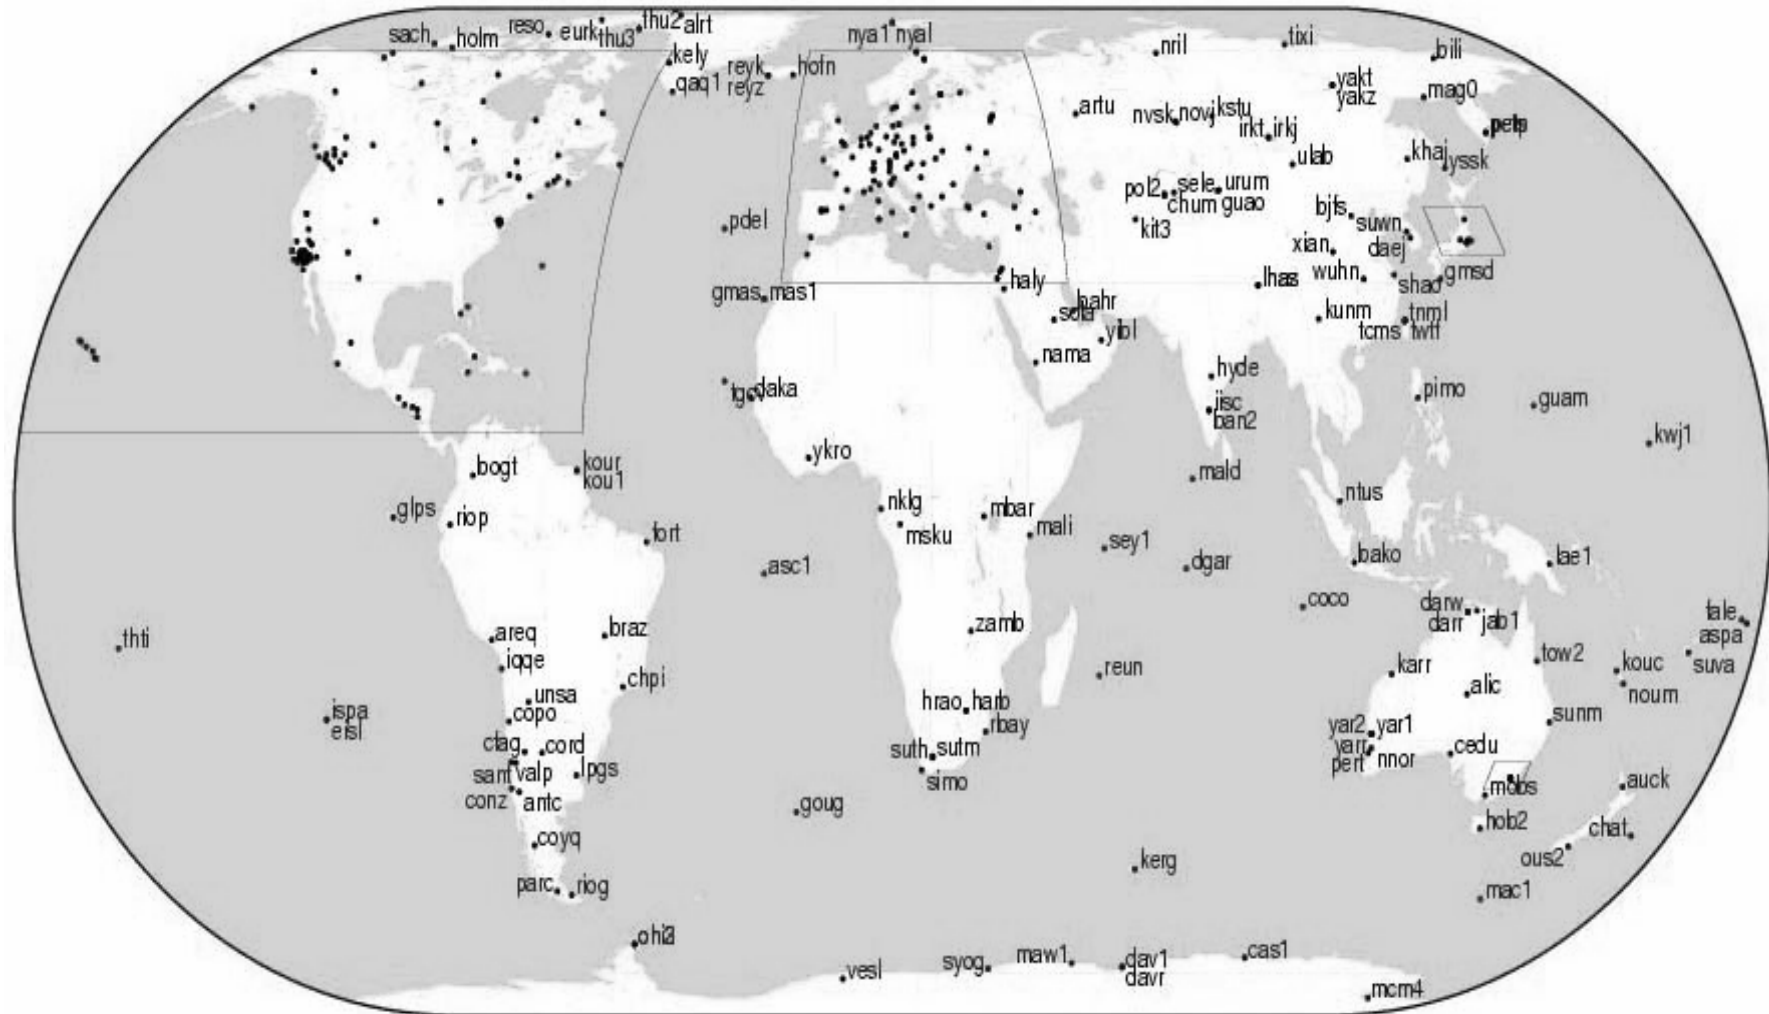 thu2 alrt
reso eurk thu3
sach holm
nya1 nyal
tixi
nril
bili
kely
reyk hofn
reyz
qaq1
yakt
yakz
mag0
artu
nvsk novj kstu
irkt irkj
khaj yssk
ulab
pol2 sele urum
chum guao
kit3
bjfs
suwn
daej
xian
pdel
wuhn
shao gmsd
lhas
haly
gmas mas1
bahr
sola
yibl
kunm
tnml
tcms twtf
nama
hyde
daka
pimo
guam
iisc
ban2
kwj1
ykro
bogt
kour
kou1
mald
ntus
glps
riop
nklg
msku
mbar
mali
fort
sey1
dgar
bako
lae1
asc1
coco
darw
darr jab1
fale
aspa
thti
areq
braz
zamb
suva
tow2
kouc
noum
iqqe
chpi
reun
karr
alic
unsa
copo
hrao harb
rbay
ispa
eisl
sunm
yar2 yar1
yarr
pert nnor
cedu
cfag cord
sant valp
lpgs
conz antc
suth sutm
simo
mobs
auck
goug
hob2
chat
ous2
coyq
kerg
parc riog
mac1
vesl
syog
maw1
dav1
davr
cas1
mcm4